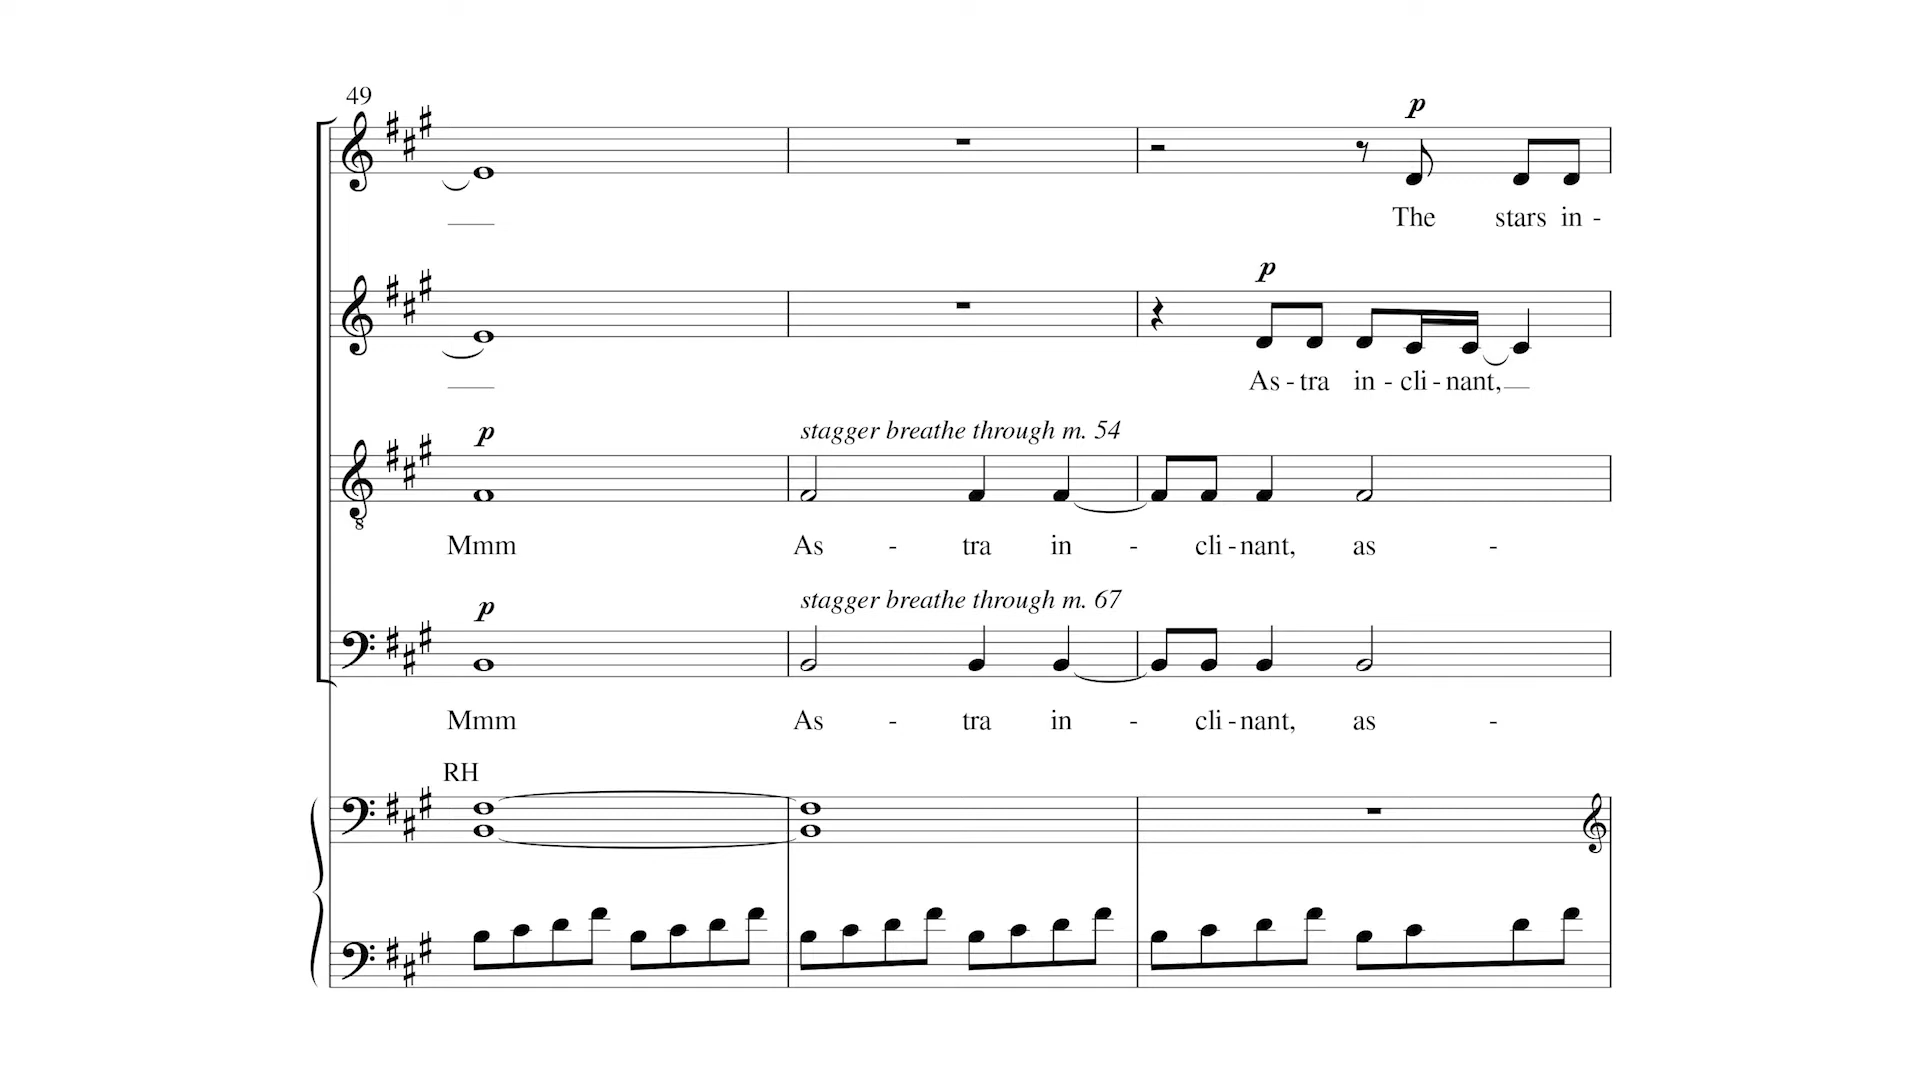 49
p
The stars in -
p
As - tra in - cli - nant,
p stagger breathe through m. 54
Mmm As - tra in - cli - nant, as -
p stagger breathe through m. 67
Mmm As - tra in - cli - nant, as -
RH